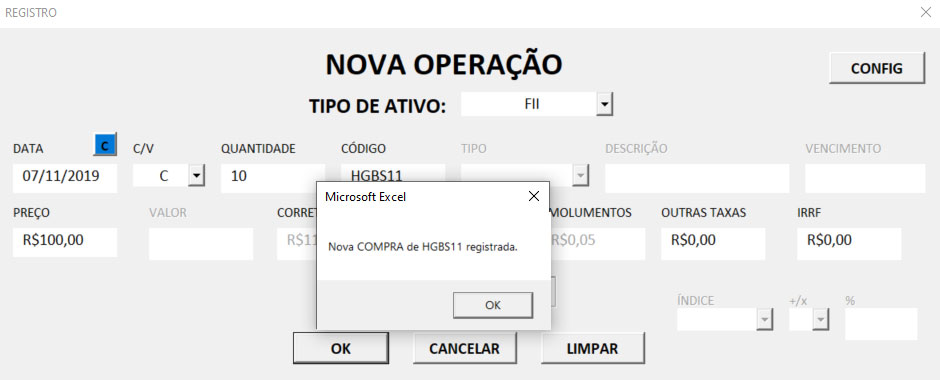 REGISTRO
NOVA OPERAÇÃO
CONFIG
TIPO DE ATIVO: FII
DATA C C/V QUANTIDADE CÓDIGO TIPO DESCRIÇÃO VENCIMENTO
07/11/2019 C 10 HGBS11
Microsoft Excel
PREÇO VALOR CORRET MOLUMENTOS OUTRAS TAXAS IRRF
R$100,00 R$11 R$0,05 R$0,00 R$0,00
Nova COMPRA de HGBS11 registrada.
OK
ÍNDICE +/x %
OK CANCELAR LIMPAR